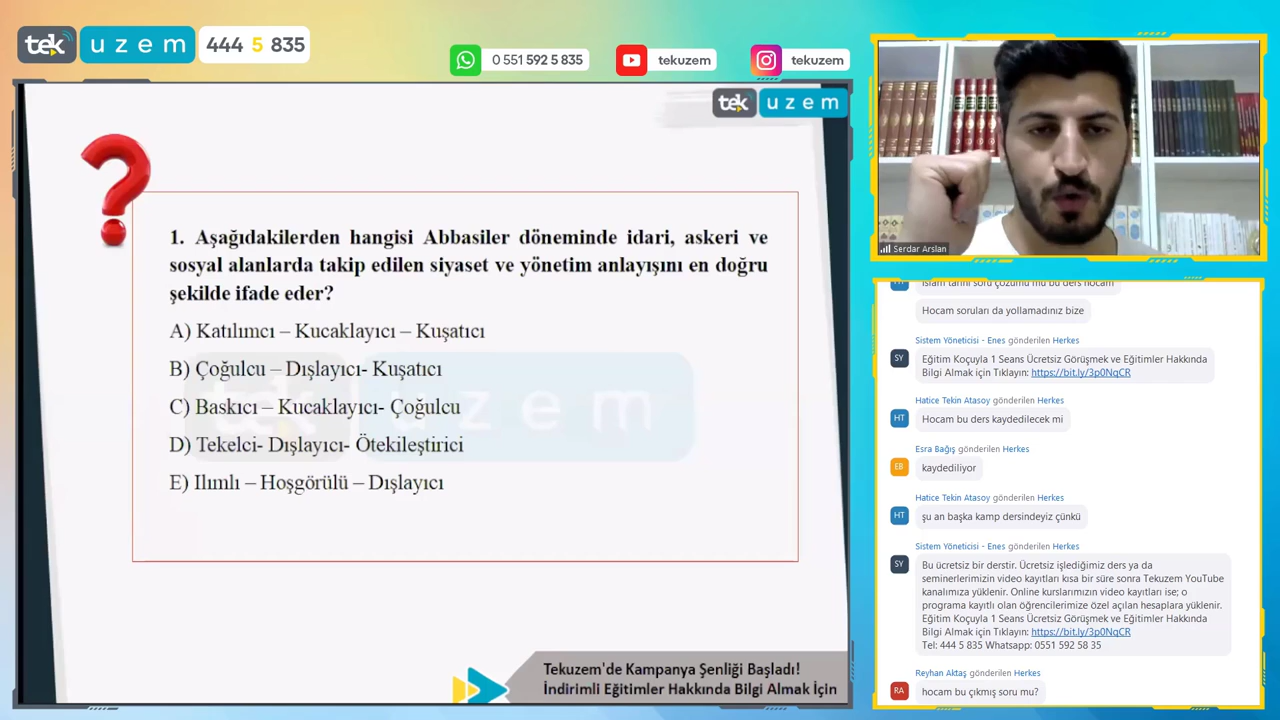 tek uzem 444 5 835
0 551 592 5 835
tekuzem
tekuzem
tek uzem
1. Aşağıdakilerden hangisi Abbasiler döneminde idari, askeri ve
sosyal alanlarda takip edilen siyaset ve yönetim anlayışını en doğru
şekilde ifade eder?
A) Katılımcı – Kucaklayıcı – Kuşatıcı
B) Çoğulcu – Dışlayıcı- Kuşatıcı
C) Baskıcı – Kucaklayıcı- Çoğulcu
D) Tekelci- Dışlayıcı- Ötekileştirici
E) Ilımlı – Hoşgörülü – Dışlayıcı
tek uzem
Tekuzem'de Kampanya Şenliği Başladı!
İndirimli Eğitimler Hakkında Bilgi Almak İçin
Serdar Arslan
islam tarihi soru çözümü mü bu ders hocam
Hocam soruları da yollamadınız bize
Sistem Yöneticisi - Enes gönderilen Herkes
SY
Eğitim Koçuyla 1 Seans Ücretsiz Görüşmek ve Eğitimler Hakkında
Bilgi Almak için Tıklayın: https://bit.ly/3p0NqCR
Hatice Tekin Atasoy gönderilen Herkes
HT
Hocam bu ders kaydedilecek mi
Esra Bağış gönderilen Herkes
EB
kaydediliyor
Hatice Tekin Atasoy gönderilen Herkes
HT
şu an başka kamp dersindeyiz çünkü
Sistem Yöneticisi - Enes gönderilen Herkes
SY
Bu ücretsiz bir derstir. Ücretsiz işlediğimiz ders ya da
seminerlerimizin video kayıtları kısa bir süre sonra Tekuzem YouTube
kanalımıza yüklenir. Online kurslarımızın video kayıtları ise; o
programa kayıtlı olan öğrencilerimize özel açılan hesaplara yüklenir.
Eğitim Koçuyla 1 Seans Ücretsiz Görüşmek ve Eğitimler Hakkında
Bilgi Almak için Tıklayın: https://bit.ly/3p0NqCR
Tel: 444 5 835 Whatsapp: 0551 592 58 35
Reyhan Aktaş gönderilen Herkes
RA
hocam bu çıkmış soru mu?